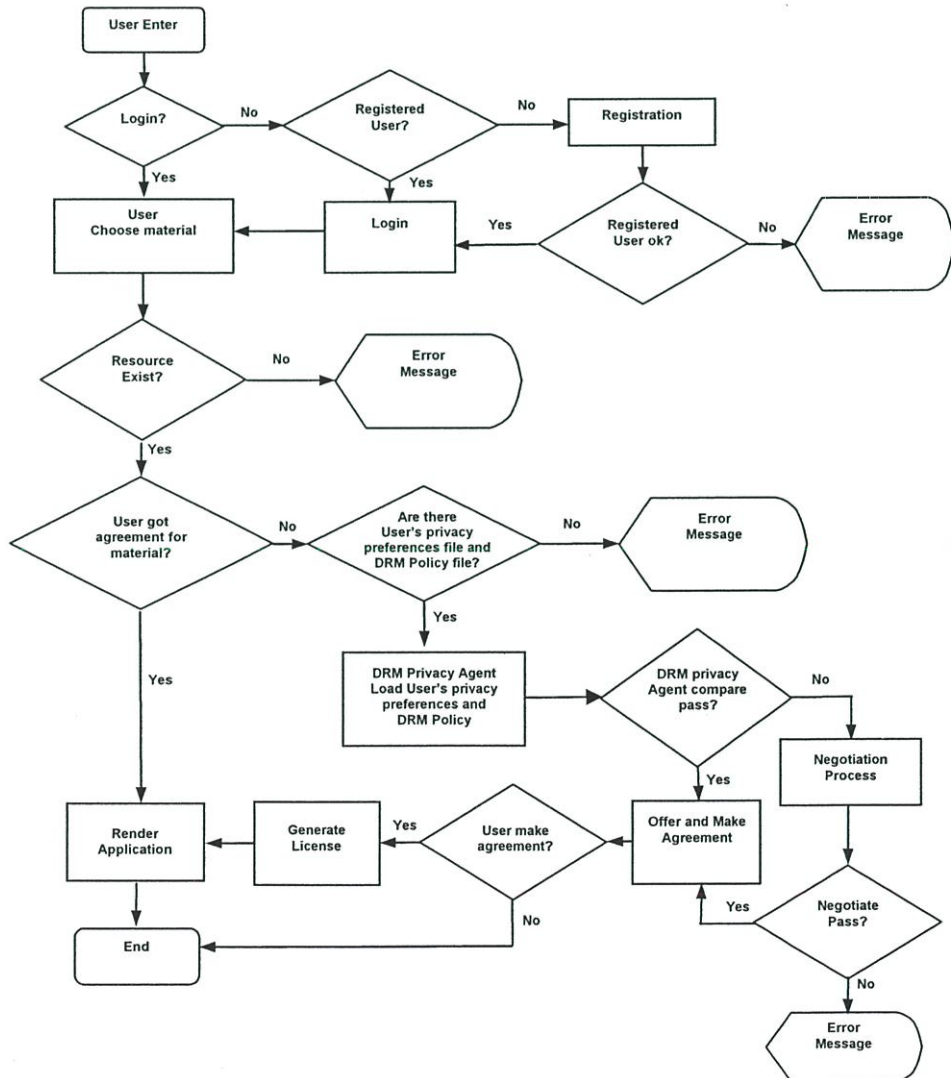 User Enter
Login?
No
Registered
User?
No
Registration
Yes
Yes
User
Choose material
Login
Yes
Registered
User ok?
No
Error
Message
Resource
Exist?
No
Error
Message
Yes
User got
agreement for
material?
No
Are there
User's privacy
preferences file and
DRM Policy file?
No
Error
Message
Yes
Yes
DRM Privacy Agent
Load User's privacy
preferences and
DRM Policy
DRM privacy
Agent compare
pass?
No
Negotiation
Process
Yes
Render
Application
Generate
License
Yes
User make
agreement?
Offer and Make
Agreement
No
Yes
Negotiate
Pass?
End
No
Error
Message